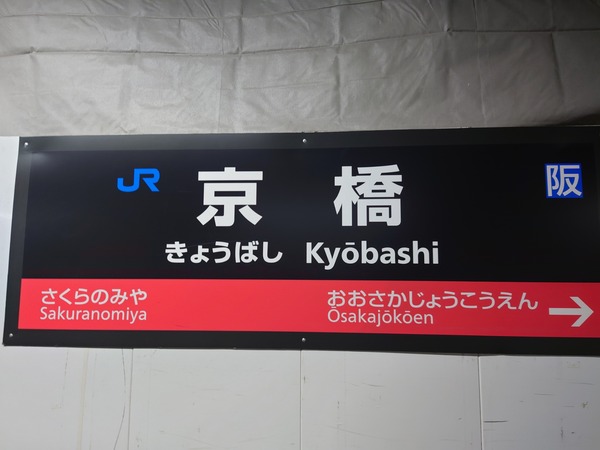 JR 京橋 阪
きょうばし Kyōbashi
さくらのみや おおさかじょうこうえん
Sakuranomiya Ōsakajōkōen